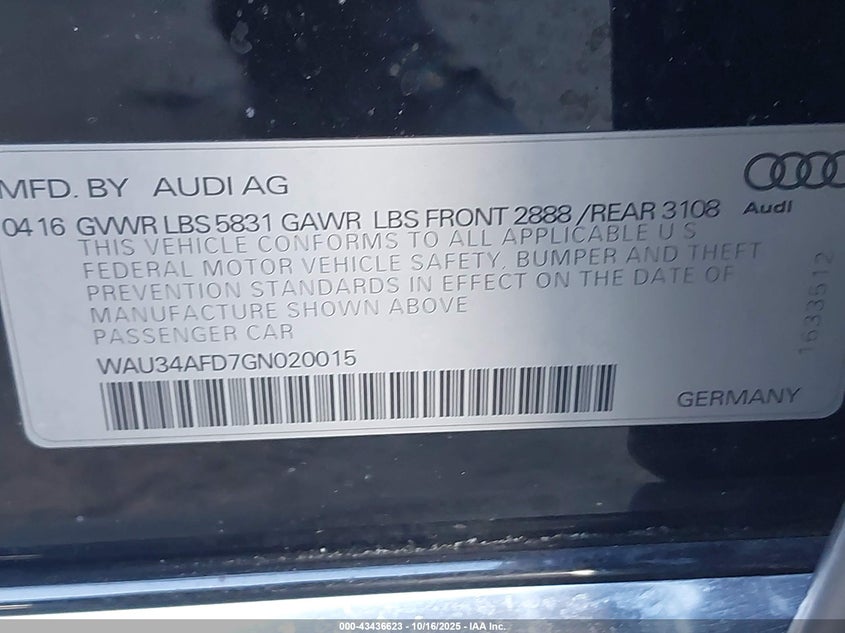 MFD. BY AUDI AG
Audi
04 16 GVWR LBS 5831 GAWR LBS FRONT 2888 /REAR 3108
THIS VEHICLE CONFORMS TO ALL APPLICABLE U S
FEDERAL MOTOR VEHICLE SAFETY, BUMPER AND THEFT
PREVENTION STANDARDS IN EFFECT ON THE DATE OF
MANUFACTURE SHOWN ABOVE
PASSENGER CAR
WAU34AFD7GN020015
GERMANY
1633512
000-43436623 - 10/16/2025 - IAA Inc.